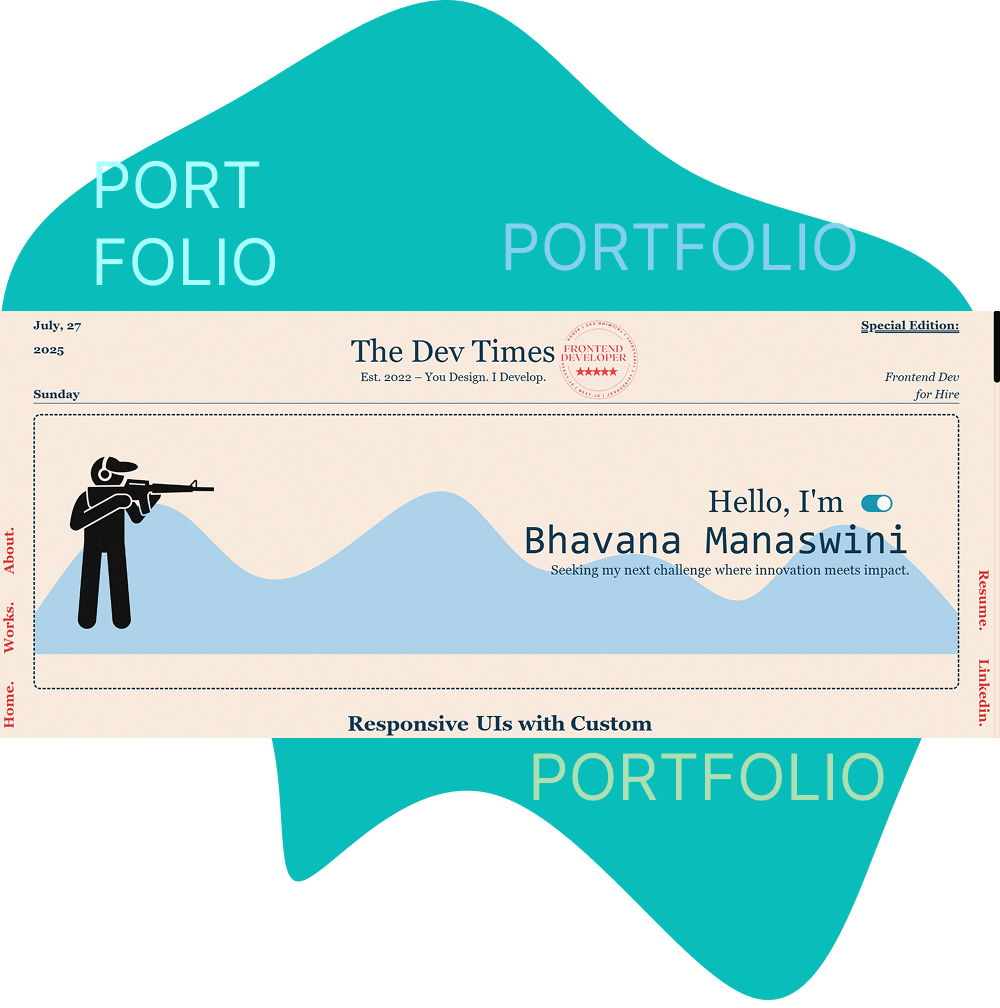 PORT
FOLIO
PORTFOLIO
July, 27
2025
Sunday
The Dev Times
Est. 2022 – You Design. I Develop.
FRONTEND
DEVELOPER
Special Edition:
Frontend Dev
for Hire
Hello, I'm
Bhavana Manaswini
Seeking my next challenge where innovation meets impact.
About.
Works.
Home.
Resume.
Linkedin.
Responsive UIs with Custom
PORTFOLIO